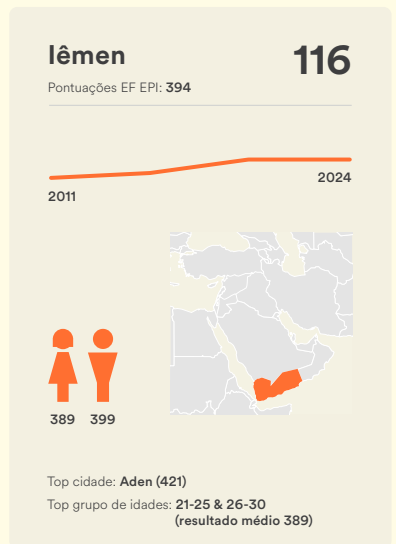 Iêmen
116
Pontuações EF EPI: 394
2024
2011
389 399
Top cidade: Aden (421)
Top grupo de idades: 21-25 & 26-30
(resultado médio 389)